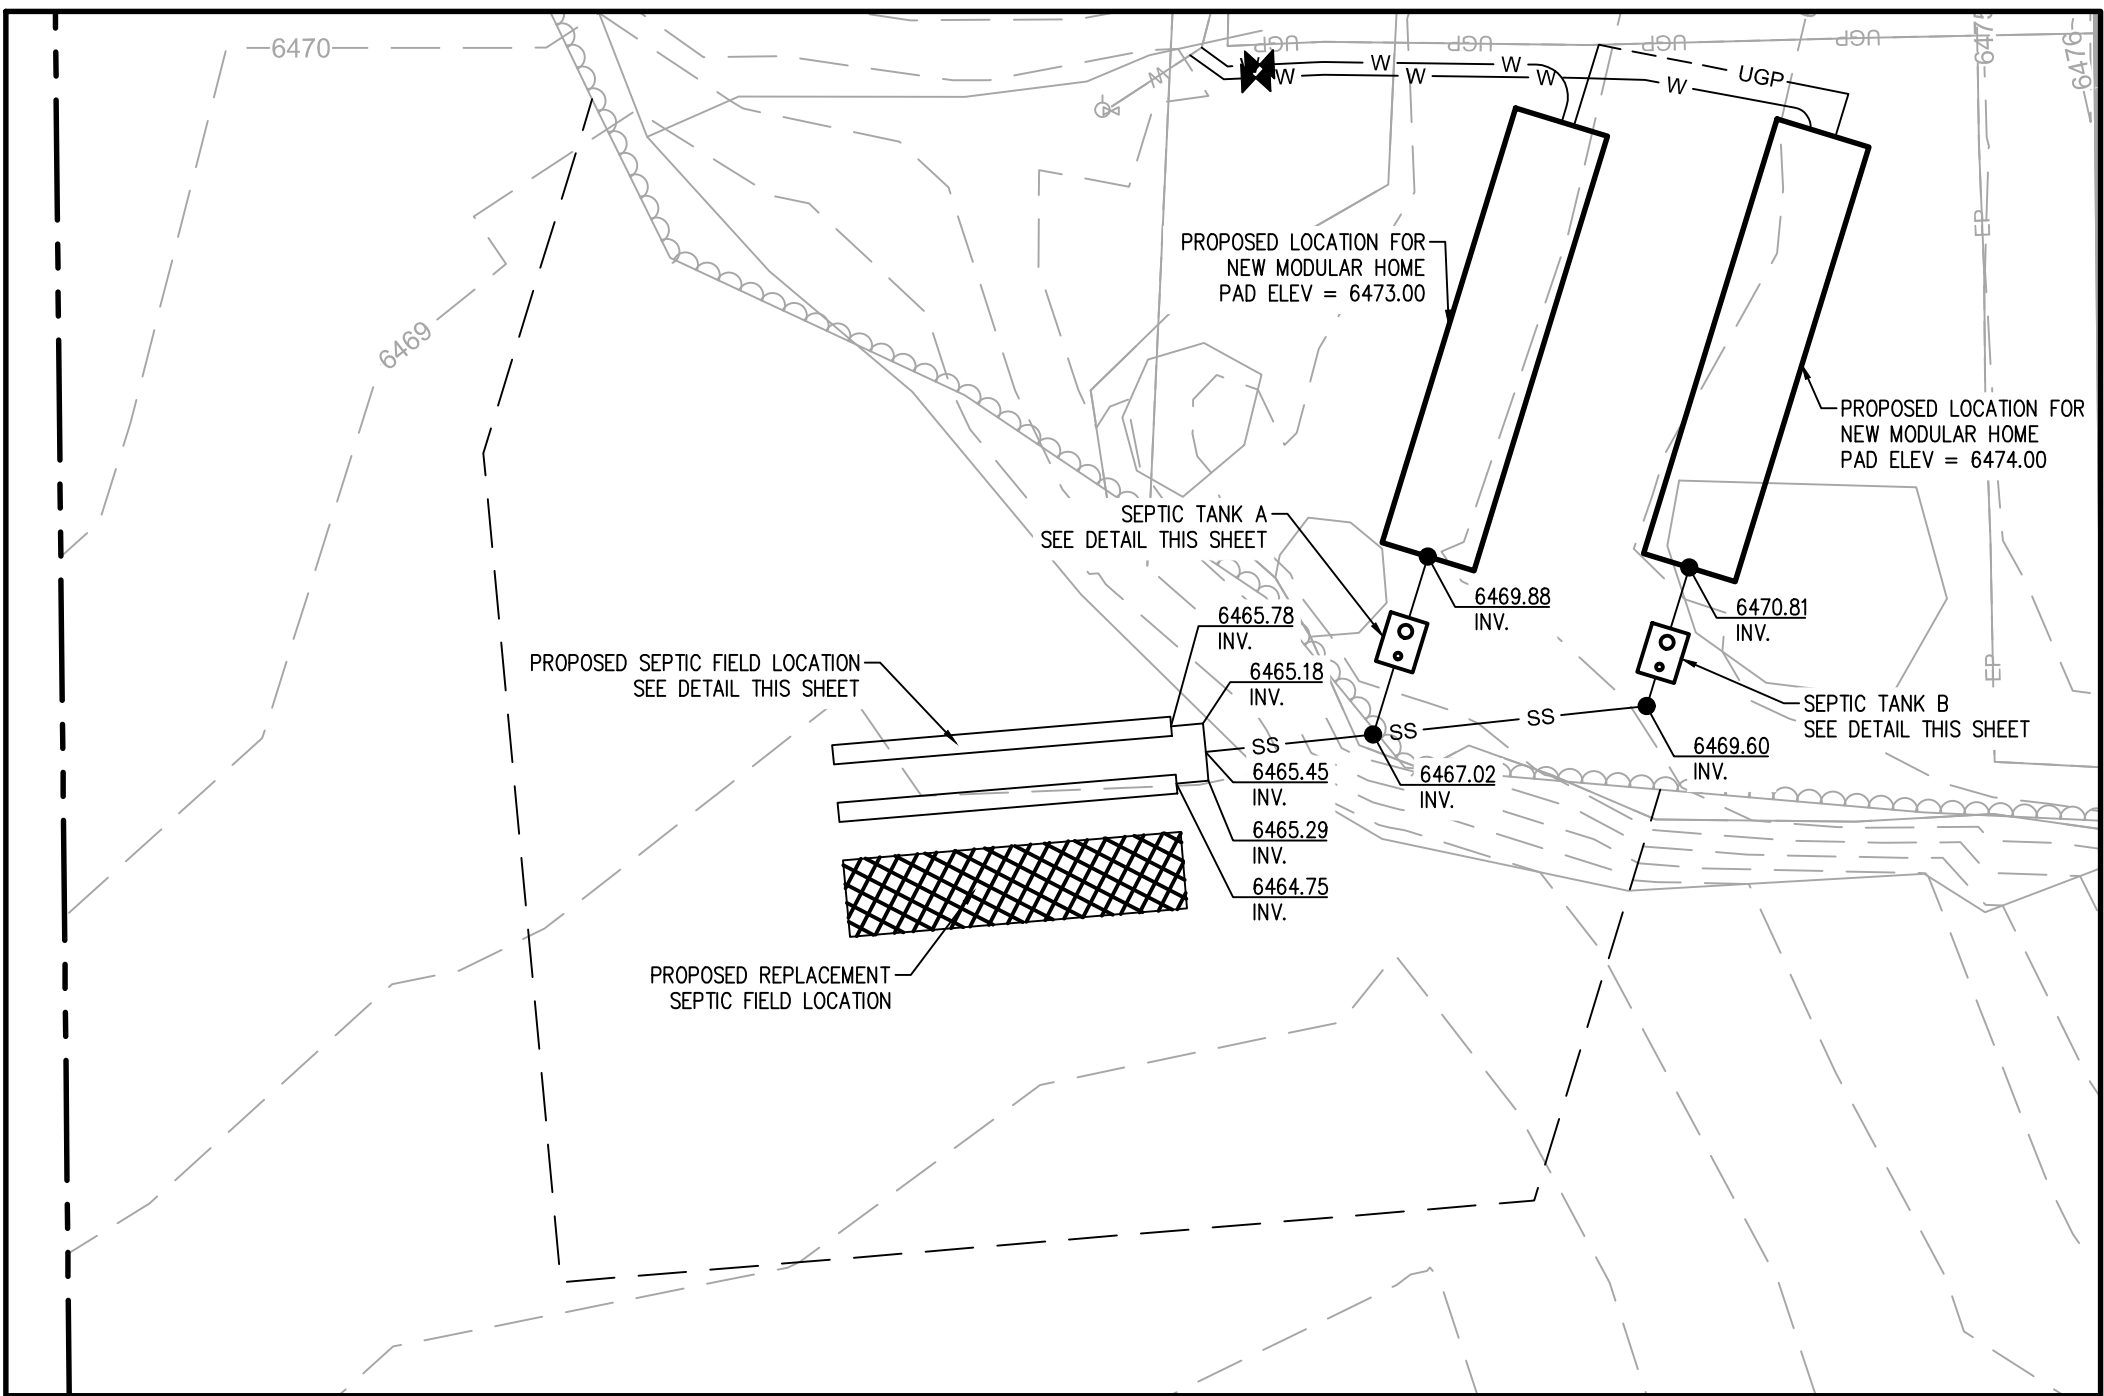 6470
UGP
UGP
UGP
UGP
6475
6476
W
W
W
W
W
W
W
W
UGP
W
EP
PROPOSED LOCATION FOR
NEW MODULAR HOME
PAD ELEV = 6473.00
6469
PROPOSED LOCATION FOR
NEW MODULAR HOME
PAD ELEV = 6474.00
SEPTIC TANK A
SEE DETAIL THIS SHEET
6469.88
INV.
6470.81
INV.
6465.78
INV.
EP
PROPOSED SEPTIC FIELD LOCATION
SEE DETAIL THIS SHEET
6465.18
INV.
SEPTIC TANK B
SEE DETAIL THIS SHEET
SS
SS
SS
6469.60
INV.
6465.45
INV.
6467.02
INV.
6465.29
INV.
6464.75
INV.
PROPOSED REPLACEMENT
SEPTIC FIELD LOCATION